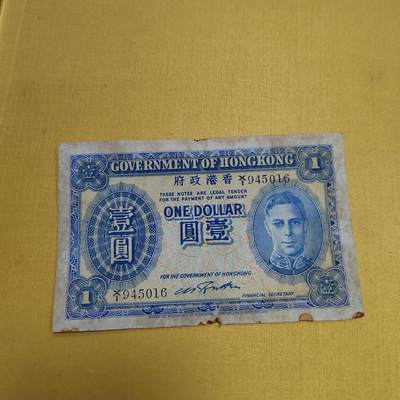 GOVERNMENT OF HONGKONG
壹 1
府政港香 X/1 945016
THESE NOTES ARE LEGAL TENDER
FOR THE PAYMENT OF ANY AMOUNT
ONE DOLLAR
圓壹
壹圓
FOR THE GOVERNMENT OF HONGKONG.
X/1 945016
FINANCIAL SECRETARY
1 壹